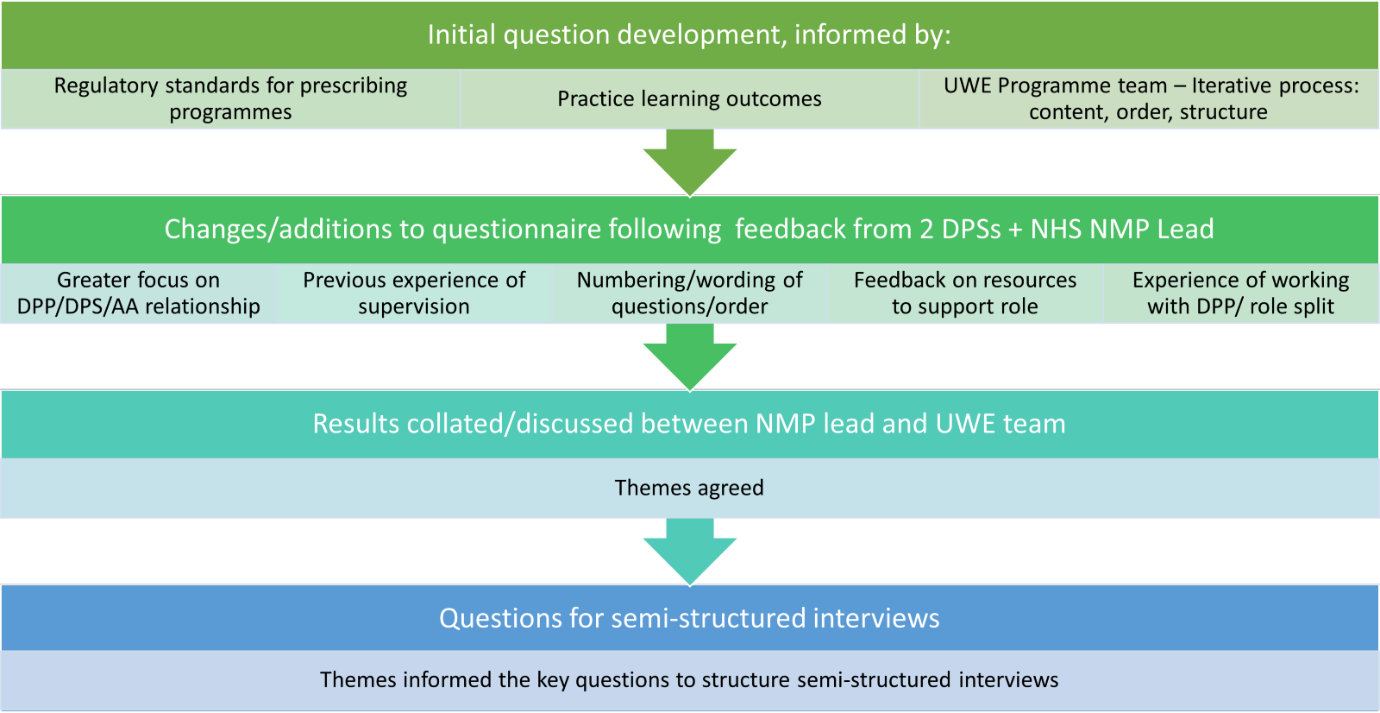 Initial question development, informed by:
Regulatory standards for prescribing
programmes
Practice learning outcomes
UWE Programme team – Iterative process:
content, order, structure
Changes/additions to questionnaire following feedback from 2 DPSs + NHS NMP Lead
Greater focus on
DPP/DPS/AA relationship
Previous experience of
supervision
Numbering/wording of
questions/order
Feedback on resources
to support role
Experience of working
with DPP/ role split
Results collated/discussed between NMP lead and UWE team
Themes agreed
Questions for semi-structured interviews
Themes informed the key questions to structure semi-structured interviews